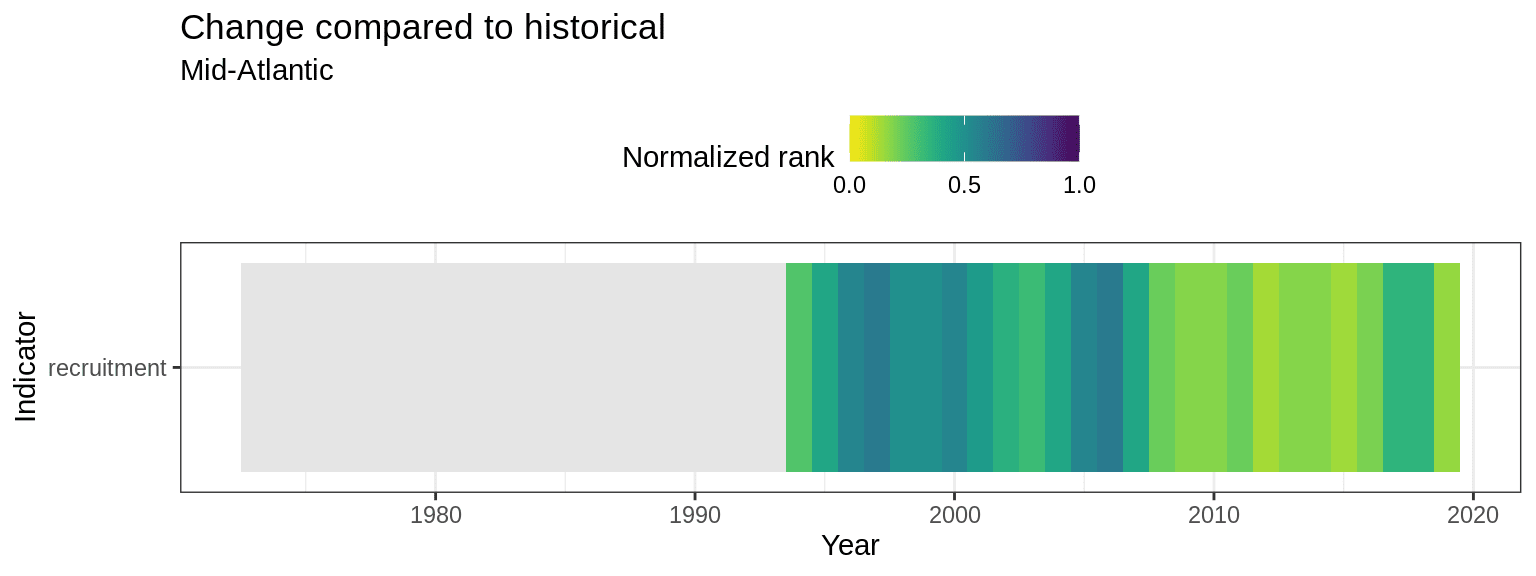 Change compared to historical
Mid-Atlantic
Normalized rank
0.0 0.5 1.0
Indicator
recruitment
1980 1990 2000 2010 2020
Year